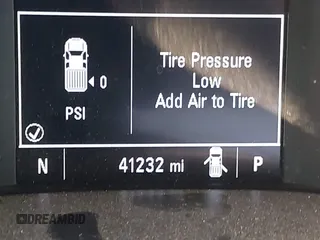 Tire Pressure
Low
Add Air to Tire
0
PSI
N 41232 mi P
DREAMBID